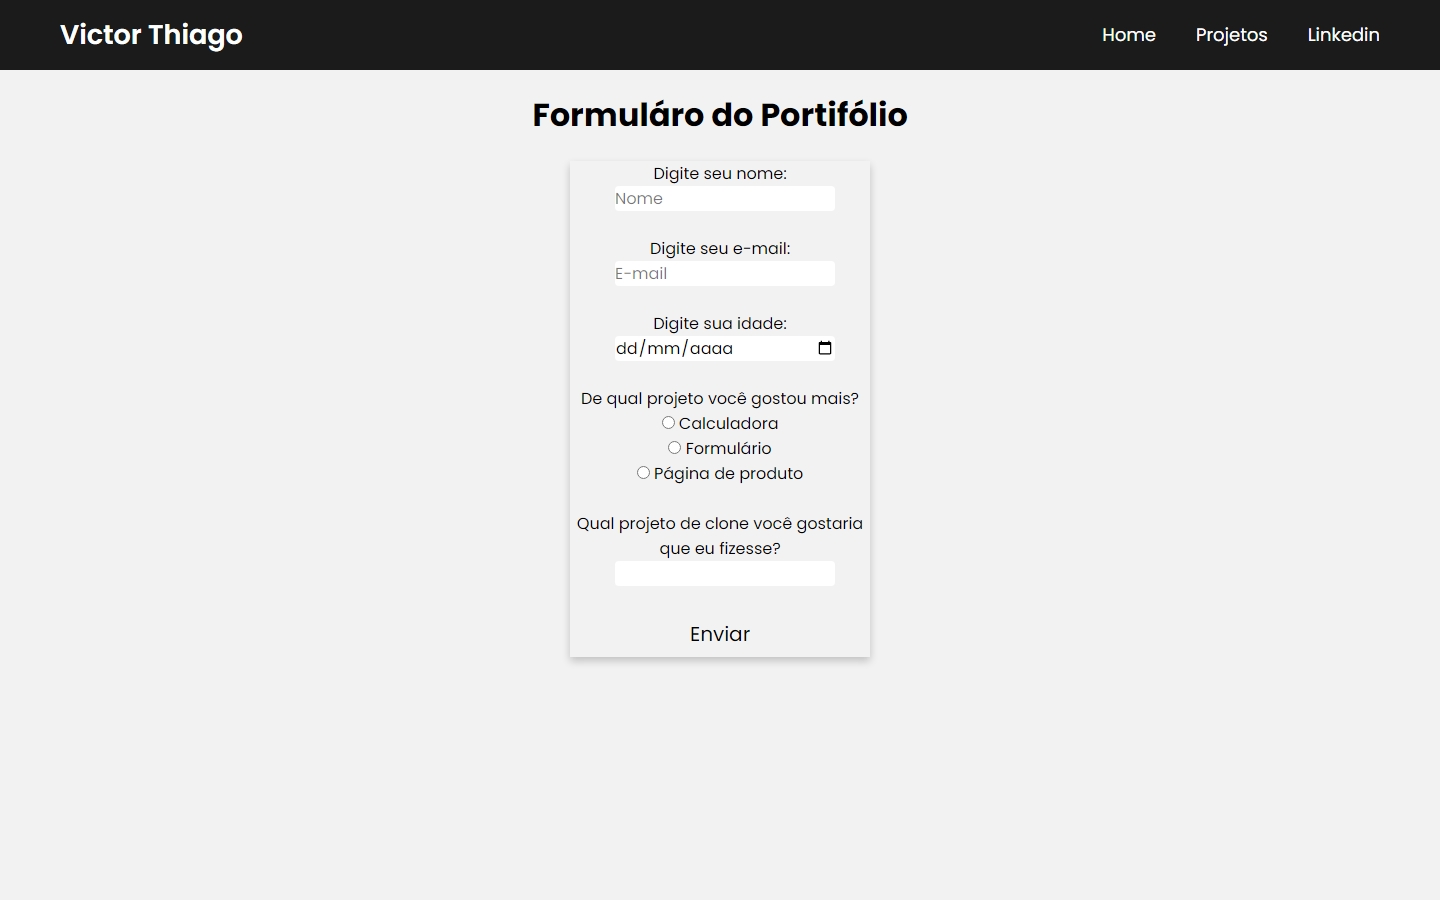 Victor Thiago
Home Projetos Linkedin
Formuláro do Portifólio
Digite seu nome:
Nome
Digite seu e-mail:
E-mail
Digite sua idade:
dd/mm/aaaa
De qual projeto você gostou mais?
Calculadora
Formulário
Página de produto
Qual projeto de clone você gostaria
que eu fizesse?
Enviar